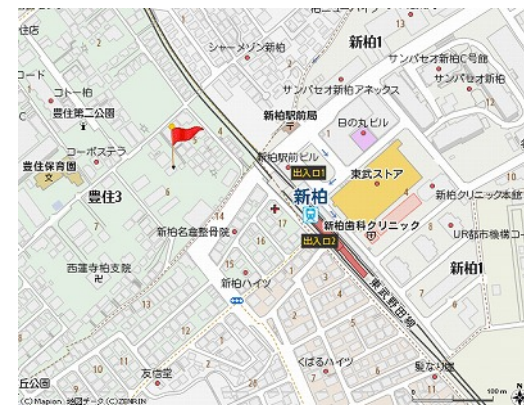 住店
シャーメゾン新柏
新柏1
13
サンパセオ新柏C号館
サンパセオ新柏
コード
コトー柏
豊住第二公園
サンパセオ新柏アネックス
12
新柏駅前局
日の丸ビル
コーポステラ
豊住保育園
新柏駅前ビル
出入口1
東武ストア
豊住3
新柏
新柏クリニック本館
新柏名倉整骨院
新柏歯科クリニック
出入口2
UR都市機構コー
新柏1
西蓮寺柏支院
新柏ハイツ
東武野田線
友信堂
くぼるハイツ
髪なり處
丘公園
(C)Mapion 地図データ(C)ZENRIN
100m